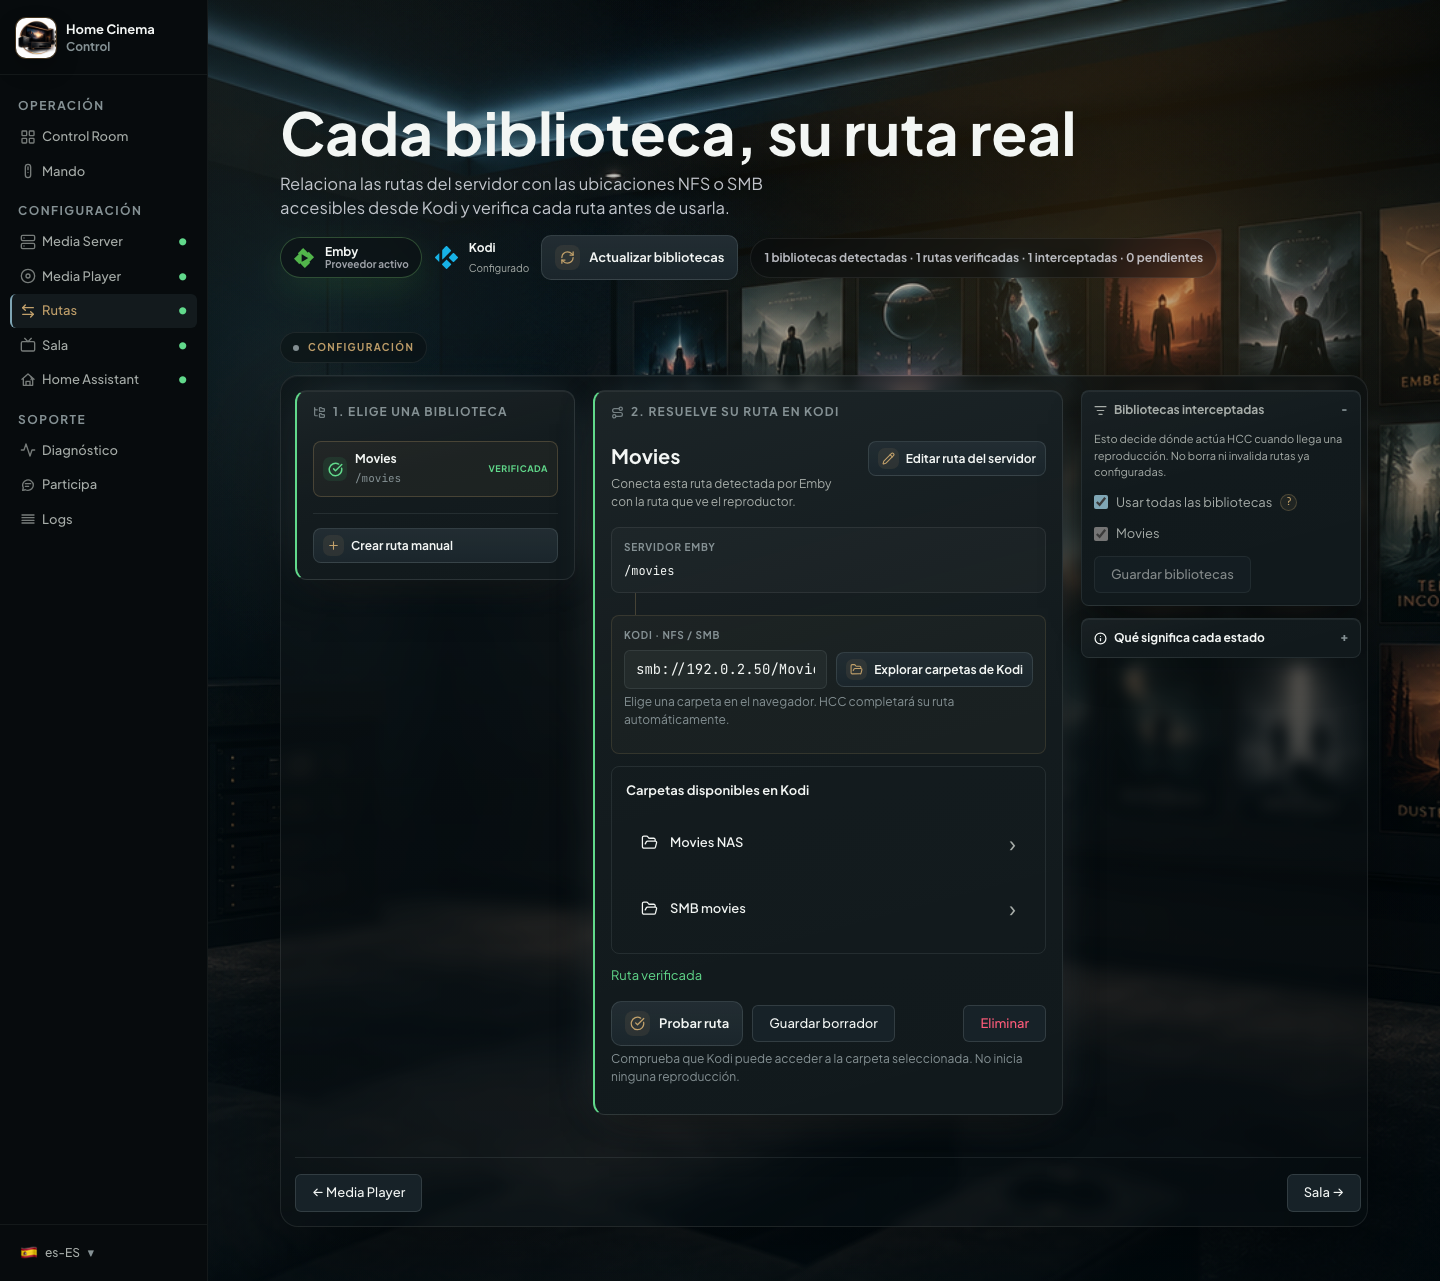 Home Cinema
Control
OPERACIÓN
Control Room
Mando
CONFIGURACIÓN
Media Server
Media Player
Rutas
Sala
Home Assistant
SOPORTE
Diagnóstico
Participa
Logs
es-ES
Cada biblioteca, su ruta real
Relaciona las rutas del servidor con las ubicaciones NFS o SMB
accesibles desde Kodi y verifica cada ruta antes de usarla.
Emby
Proveedor activo
Kodi
Configurado
Actualizar bibliotecas
1 bibliotecas detectadas · 1 rutas verificadas · 1 interceptadas · 0 pendientes
CONFIGURACIÓN
1. ELIGE UNA BIBLIOTECA
Movies
/movies
VERIFICADA
Crear ruta manual
2. RESUELVE SU RUTA EN KODI
Movies
Editar ruta del servidor
Conecta esta ruta detectada por Emby
con la ruta que ve el reproductor.
SERVIDOR EMBY
/movies
KODI · NFS / SMB
smb://192.0.2.50/Movi
Explorar carpetas de Kodi
Elige una carpeta en el navegador. HCC completará su ruta
automáticamente.
Carpetas disponibles en Kodi
Movies NAS
SMB movies
Ruta verificada
Probar ruta
Guardar borrador
Eliminar
Comprueba que Kodi puede acceder a la carpeta seleccionada. No inicia
ninguna reproducción.
Bibliotecas interceptadas
Esto decide dónde actúa HCC cuando llega una
reproducción. No borra ni invalida rutas ya
configuradas.
Usar todas las bibliotecas ?
Movies
Guardar bibliotecas
Qué significa cada estado +
← Media Player
Sala →